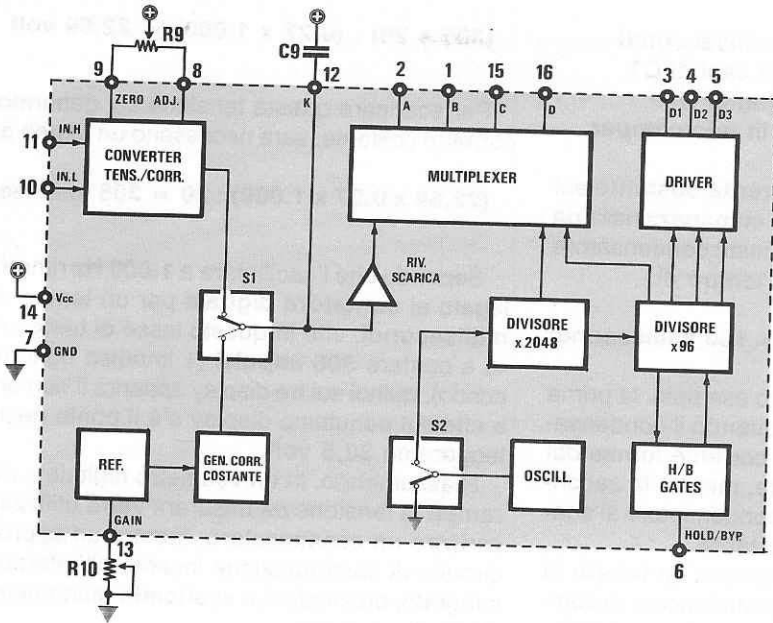 R9
C9
9
8
12
2
1
15
16
3
4
5
ZERO
ADJ.
K
A
B
C
D
D1
D2
D3
11
IN.H
10
IN.L
CONVERTER
TENS./CORR.
MULTIPLEXER
DRIVER
RIV.
SCARICA
S1
Vcc
14
7
GND
DIVISORE
x 2048
DIVISORE
x 96
S2
REF.
GEN. CORR.
COSTANTE
OSCILL.
H/B
GATES
GAIN
13
R10
HOLD/BYP.
6